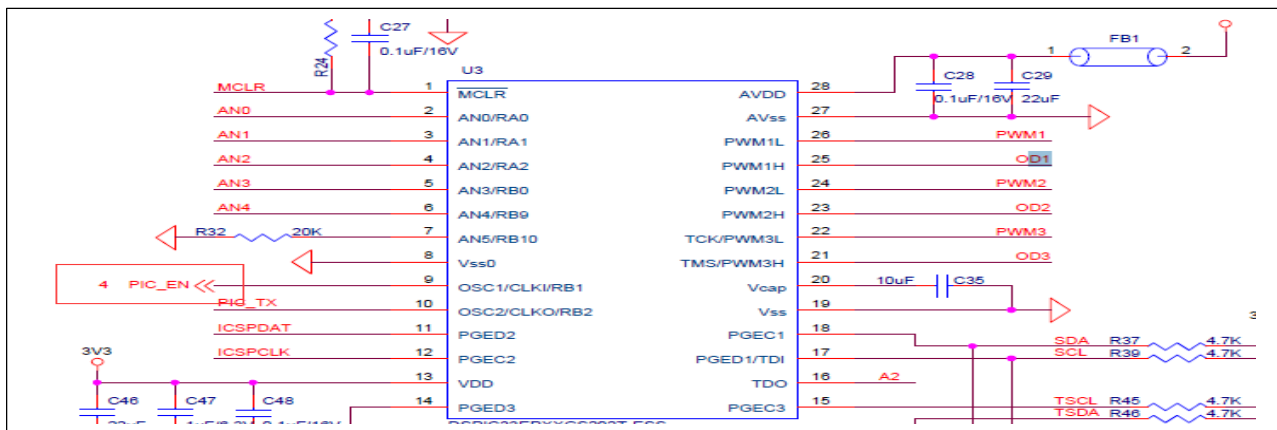 C27
0.1uF/16V
R24
FB1
1 2
U3
C28
0.1uF/16V
C29
22uF
MCLR 1 MCLR AVDD 28
AN0 2 AN0/RA0 AVss 27
AN1 3 AN1/RA1 PWM1L 26 PWM1
AN2 4 AN2/RA2 PWM1H 25 OD1
AN3 5 AN3/RB0 PWM2L 24 PWM2
AN4 6 AN4/RB9 PWM2H 23 OD2
R32 20K 7 AN5/RB10 TCK/PWM3L 22 PWM3
8 Vss0 TMS/PWM3H 21 OD3
4 PIC_EN 9 OSC1/CLKI/RB1 Vcap 20 10uF C35
PIC_TX 10 OSC2/CLKO/RB2 Vss 19
ICSPDAT 11 PGED2 PGEC1 18 SDA R37 4.7K
ICSPCLK 12 PGEC2 PGED1/TDI 17 SCL R39 4.7K
3V3
13 VDD TDO 16 A2
14 PGED3 PGEC3 15 TSCL R45 4.7K
TSDA R46 4.7K
C46 C47 C48